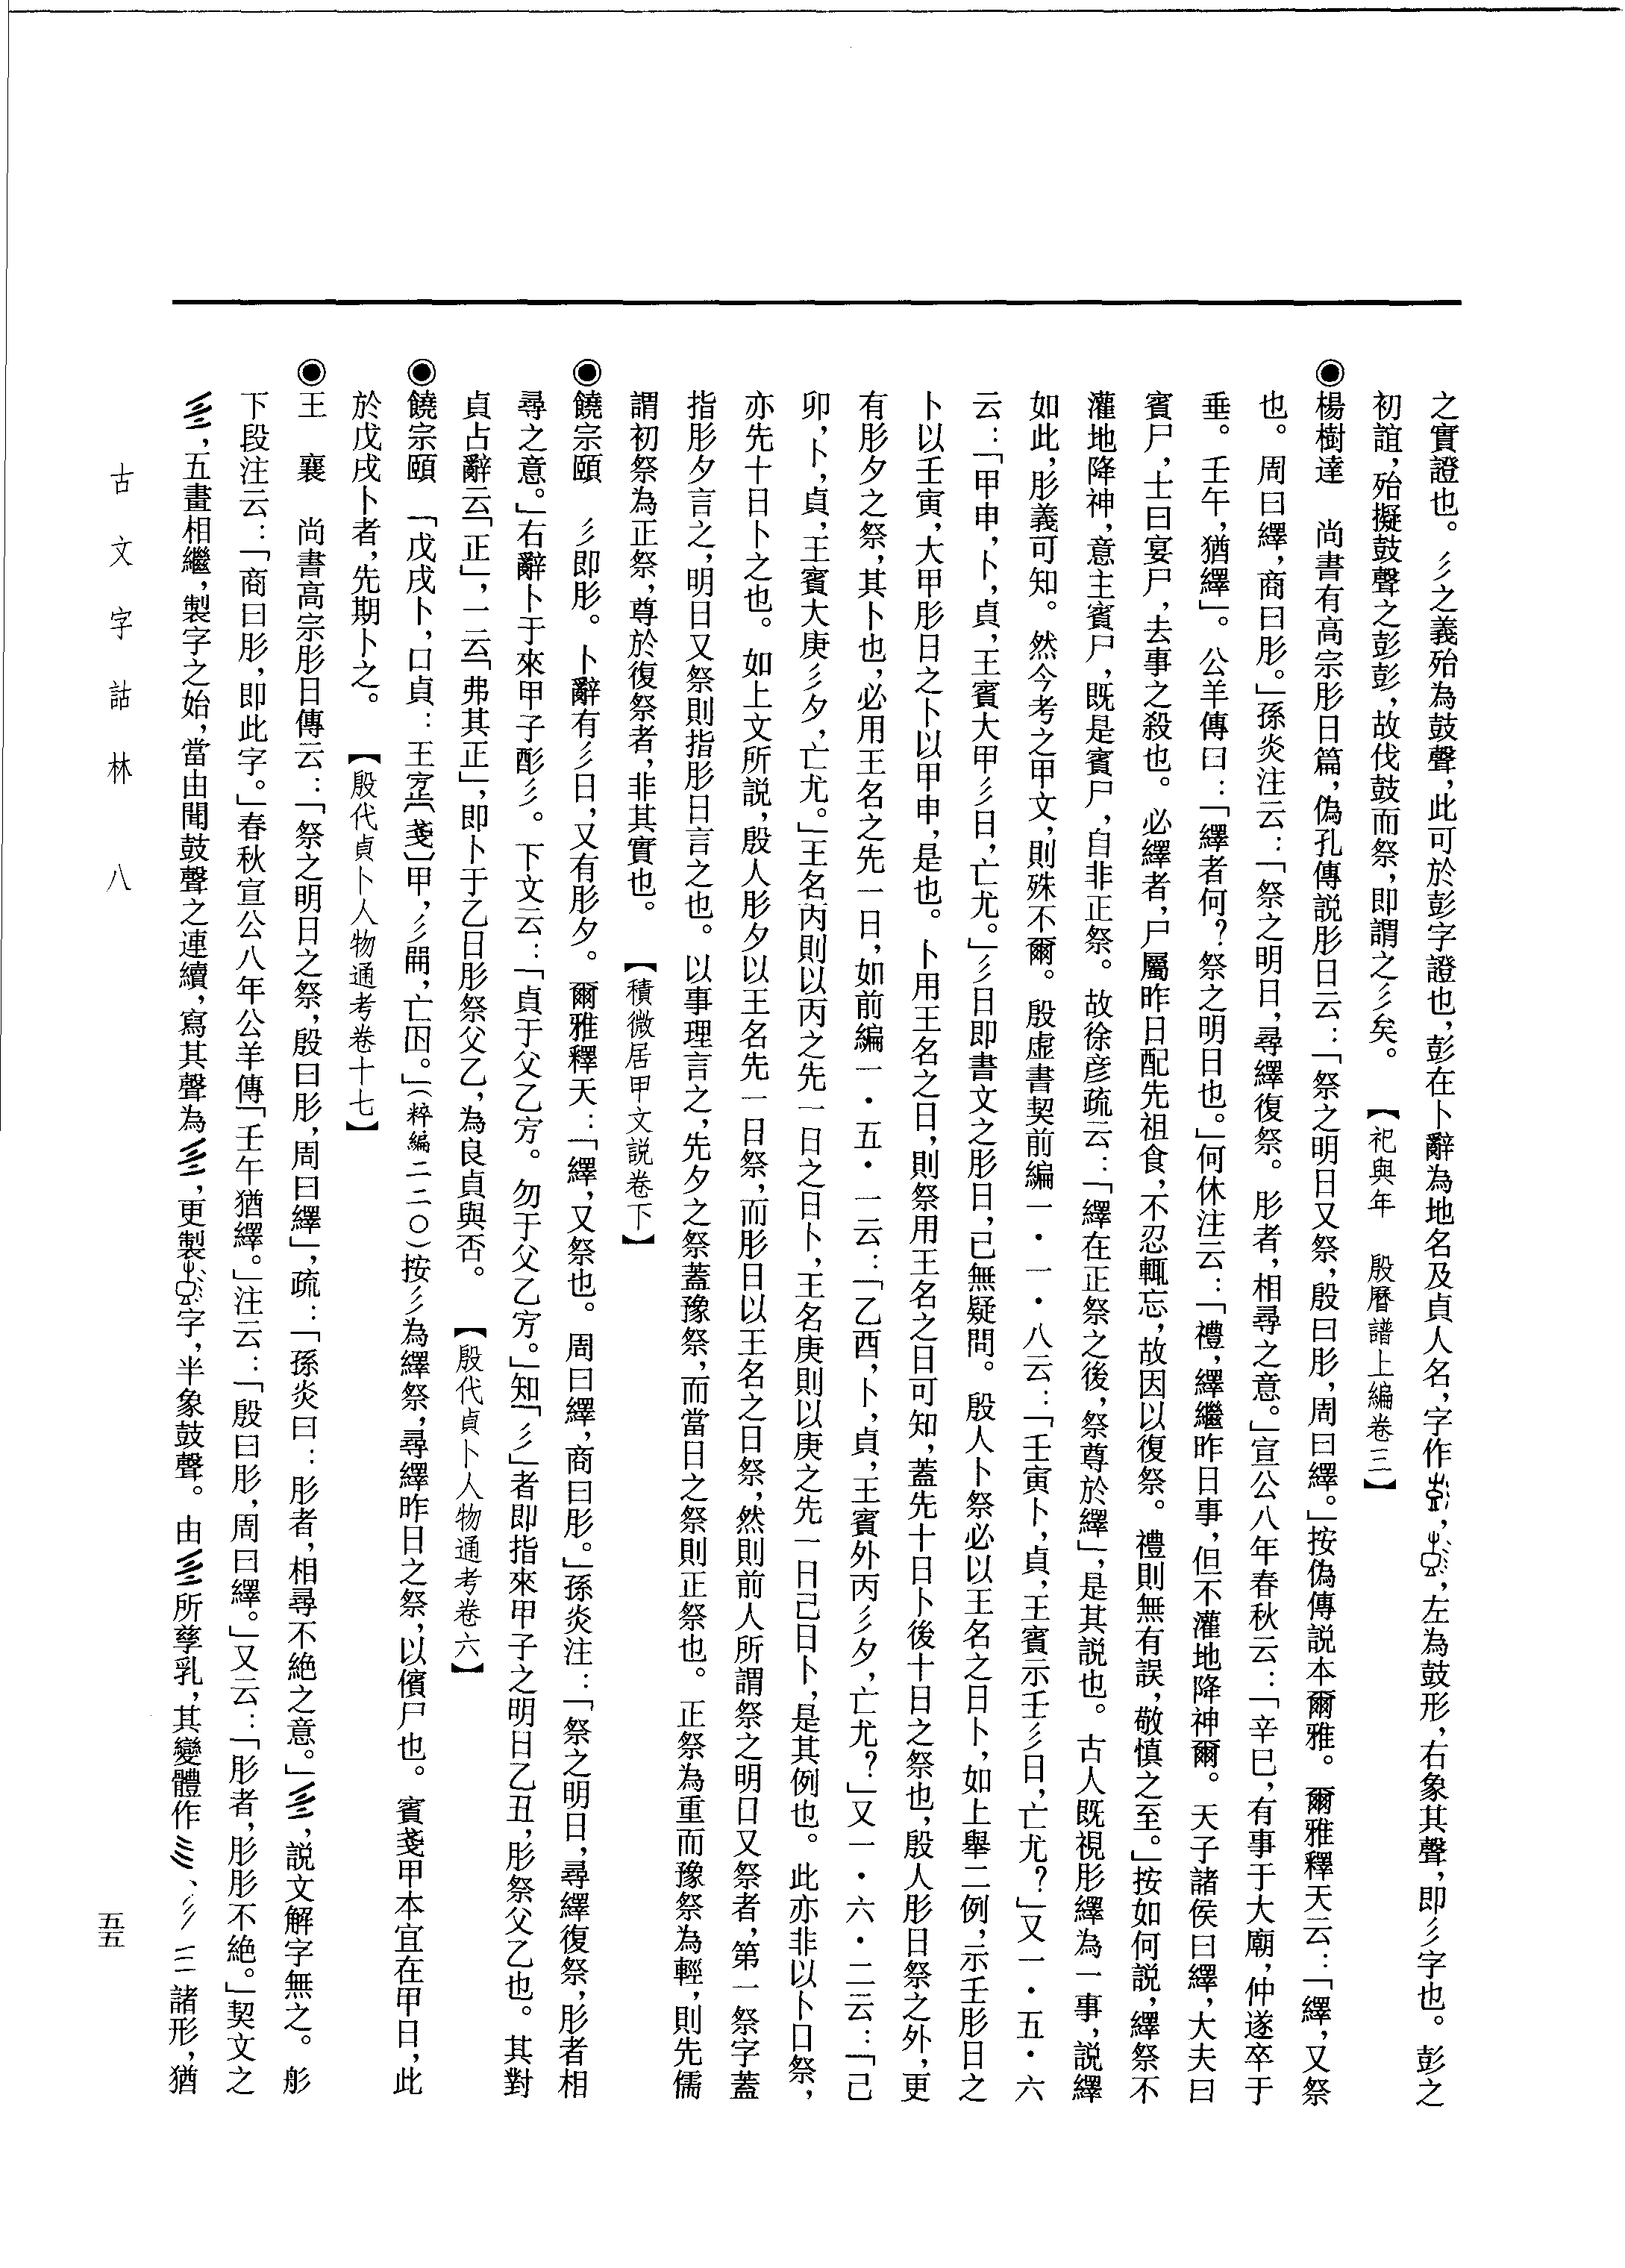 之實證也。彡之義殆為鼓聲，此可於彭字證也，彭在卜辭為地名及貞人名，字作，，左為鼓形，右象其聲，即彡字也。彭之
初誼，殆擬鼓聲之彭彭，故伐鼓而祭，即謂之彡矣。　【祀與年　殷曆譜上編卷三】
◉楊樹達　尚書有高宗肜日篇，偽孔傳説肜日云：「祭之明日又祭，殷曰肜，周曰繹。」按偽傳説本爾雅。爾雅釋天云：「繹，又祭
也。周曰繹，商曰肜。」孫炎注云：「祭之明日，尋繹復祭。肜者，相尋之意。」宣公八年春秋云：「辛巳，有事于大廟，仲遂卒于
垂。壬午，猶繹」。公羊傳曰：「繹者何？祭之明日也。」何休注云：「禮，繹繼昨日事，但不灌地降神爾。天子諸侯曰繹，大夫曰
賓尸，士曰宴尸，去事之殺也。必繹者，尸屬昨日配先祖食，不忍輒忘，故因以復祭。禮則無有誤，敬慎之至。」按如何説，繹祭不
灌地降神，意主賓尸，既是賓尸，自非正祭。故徐彦疏云：「繹在正祭之後，祭尊於繹」，是其説也。古人既視肜繹為一事，説繹
如此，肜義可知。然今考之甲文，則殊不爾。殷虚書契前編一·一·八云：「壬寅卜，貞，王賓示壬彡日，亡尤？」又一·五·六
云：「甲申，卜，貞，王賓大甲彡日，亡尤。」彡日即書文之肜日，已無疑問。殷人卜祭必以王名之日卜，如上舉二例，示壬肜日之
卜以壬寅，大甲肜日之卜以甲申，是也。卜用王名之日，則祭用王名之日可知，蓋先十日卜後十日之祭也，殷人肜日祭之外，更
有肜夕之祭，其卜也，必用王名之先一日，如前編一·五·一云：「乙酉，卜，貞，王賓外丙彡夕，亡尤？」又一·六·二云：「己
卯，卜，貞，王賓大庚彡夕，亡尤。」王名丙則以丙之先一日之日卜，王名庚則以庚之先一日己日卜，是其例也。此亦非以卜日祭，
亦先十日卜之也。如上文所説，殷人肜夕以王名先一日祭，而肜日以王名之日祭，然則前人所謂祭之明日又祭者，第一祭字蓋
指肜夕言之，明日又祭則指肜日言之也。以事理言之，先夕之祭蓋豫祭，而當日之祭則正祭也。正祭為重而豫祭為輕，則先儒
謂初祭為正祭，尊於復祭者，非其實也。　【積微居甲文説卷下】
◉饒宗頤　彡即肜。卜辭有彡日，又有肜夕。爾雅釋天：「繹，又祭也。周曰繹，商曰肜。」孫炎注：「祭之明日，尋繹復祭，肜者相
尋之意。」右辭卜于來甲子酌彡。下文云：「貞于父乙㝑。勿于父乙㝑。」知「彡」者即指來甲子之明日乙丑，肜祭父乙也。其對
貞占辭云「正」，一云「弗其正」，即卜于乙日肜祭父乙，為良貞與否。　【殷代貞卜人物通考卷六】
◉饒宗頤　「戊戌卜，口貞：王(戔)甲，彡，亡囚。」(粹編二二〇)按彡為繹祭，尋繹昨日之祭，以儐尸也。賓戔甲本宜在甲日，此
於戊戌卜者，先期卜之。　【殷代貞卜人物通考卷十七】
◉王　襄　尚書高宗肜日傳云：「祭之明日之祭，殷曰肜，周曰繹」，疏：「孫炎曰：肜者，相尋不絶之意。」，説文解字無之。舫
下段注云：「商曰肜，即此字。」春秋宣公八年公羊傳「壬午猶繹。」注云：「殷曰肜，周曰繹。」又云：「肜者，肜肜不絶。」契文之
，五畫相繼，製字之始，當由聞鼓聲之連續，寫其聲為，更製字，半象鼓聲。由所孳乳，其變體作、彡、三諸形，猶
古文字詁林　八
五五